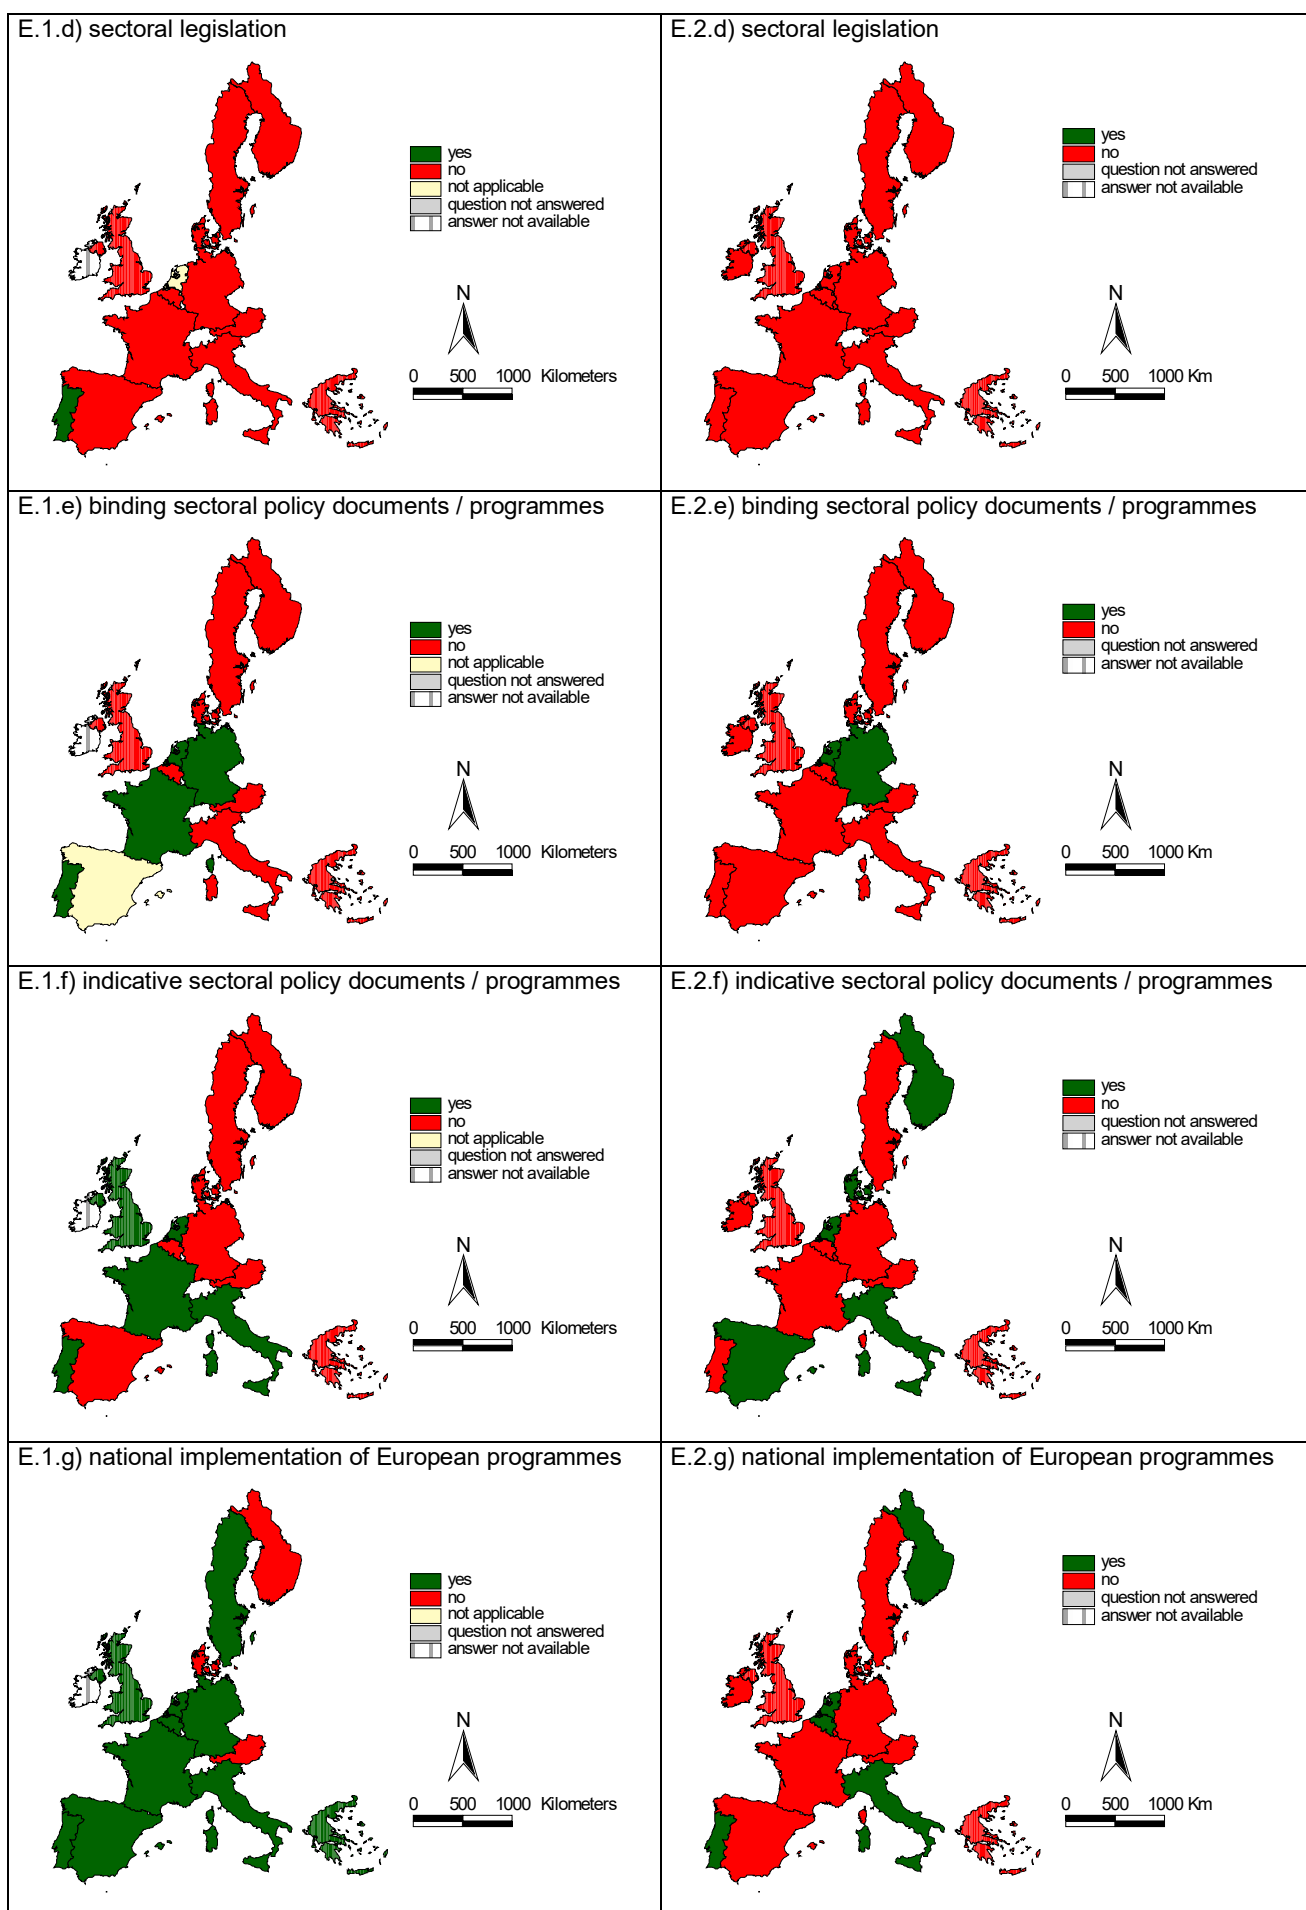 E.1.d) sectoral legislation
yes
no
not applicable
question not answered
answer not available
N
0 500 1000 Kilometers
E.2.d) sectoral legislation
yes
no
question not answered
answer not available
N
0 500 1000 Km
E.1.e) binding sectoral policy documents / programmes
yes
no
not applicable
question not answered
answer not available
N
0 500 1000 Kilometers
E.2.e) binding sectoral policy documents / programmes
yes
no
question not answered
answer not available
N
0 500 1000 Km
E.1.f) indicative sectoral policy documents / programmes
yes
no
not applicable
question not answered
answer not available
N
0 500 1000 Kilometers
E.2.f) indicative sectoral policy documents / programmes
yes
no
question not answered
answer not available
N
0 500 1000 Km
E.1.g) national implementation of European programmes
yes
no
not applicable
question not answered
answer not available
N
0 500 1000 Kilometers
E.2.g) national implementation of European programmes
yes
no
question not answered
answer not available
N
0 500 1000 Km